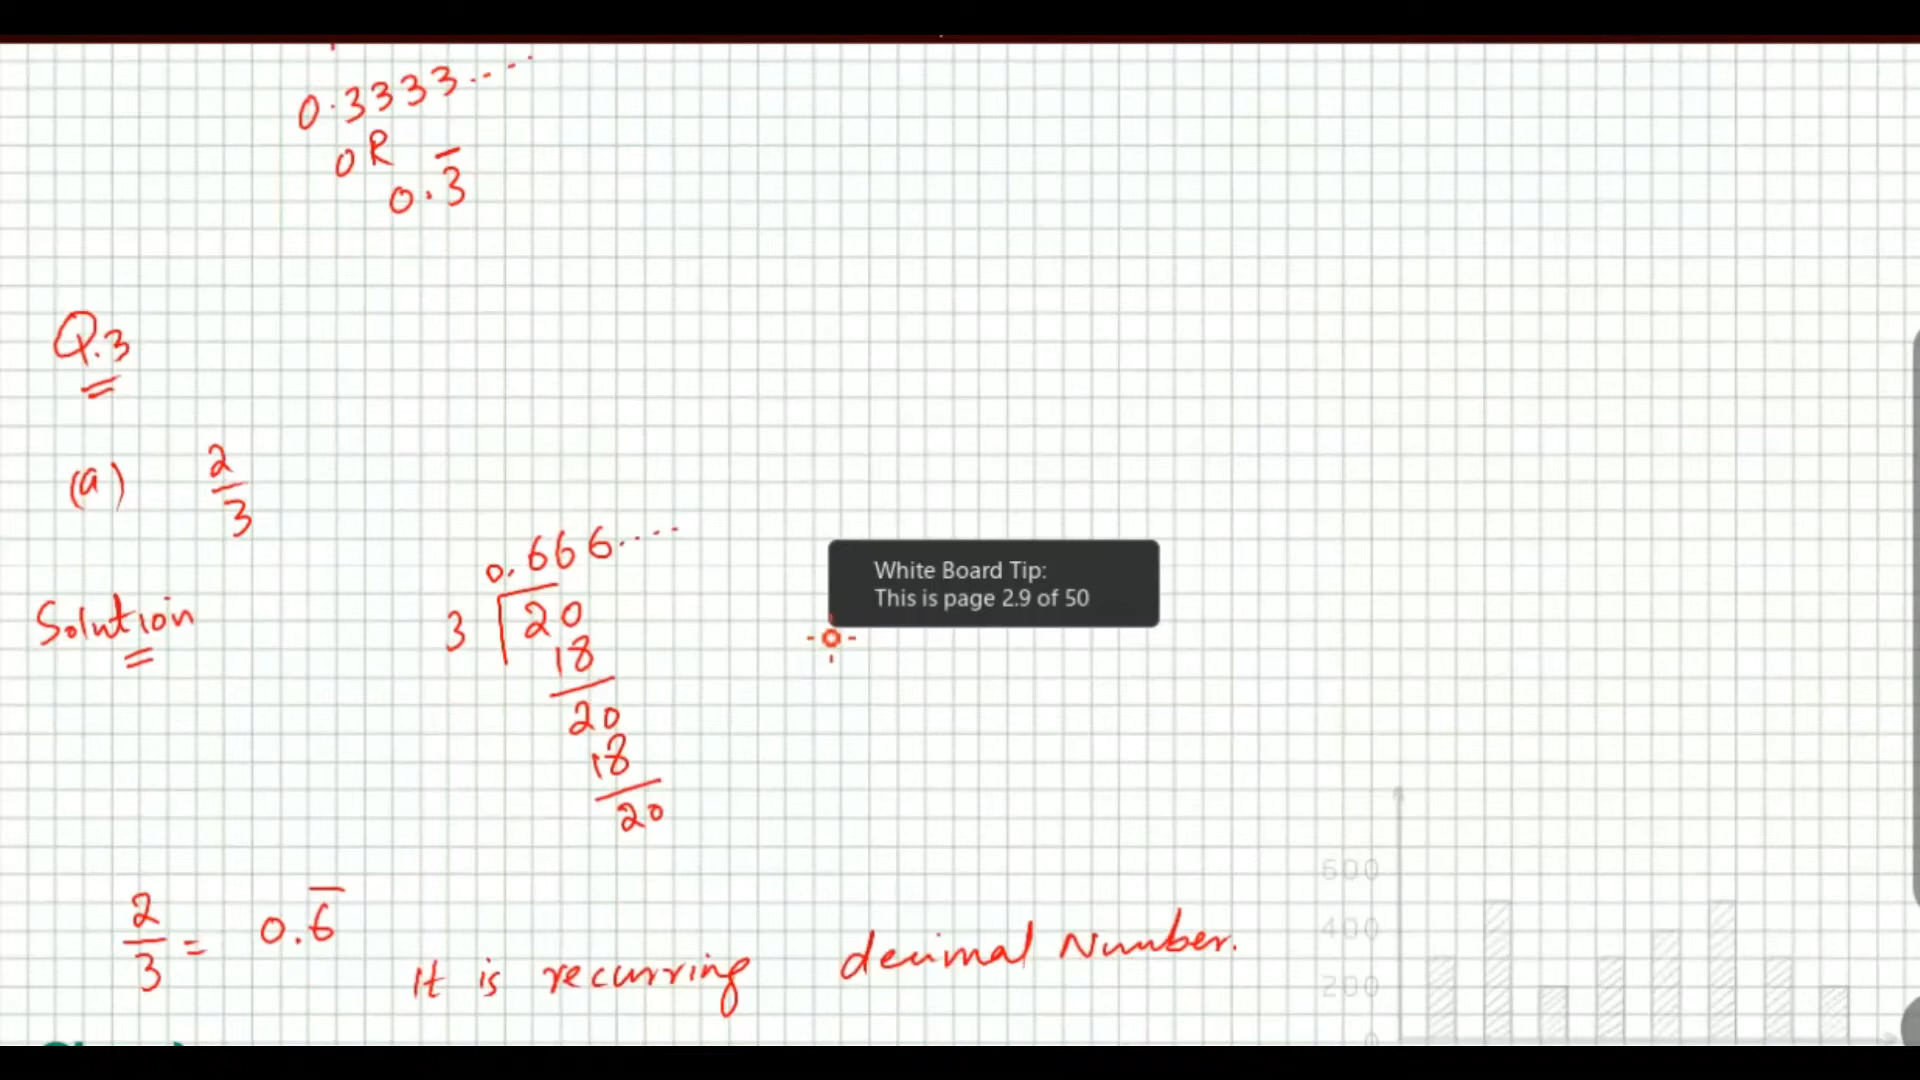 0.3333....
OR
0.3̅
Q.3
(a) 2/3
0.666....
Solution
3 20
18
20
18
20
White Board Tip:
This is page 2.9 of 50
2/3 = 0.6̅
It is recurring decimal Number.
600
400
200
0